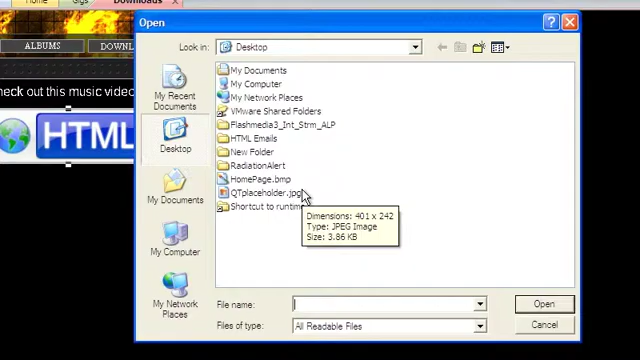 Home
Gigs
Downloads
X
ALBUMS
DOWNL
heck out this music video
HTML
Open
?
Look in:
Desktop
My Recent Documents
Desktop
My Documents
My Computer
My Network Places
My Documents
My Computer
My Network Places
VMware Shared Folders
Flashmedia3_Int_Strm_ALP
HTML Emails
New Folder
RadiationAlert
HomePage.bmp
QTplaceholder.jpg
Shortcut to runtim
Dimensions: 401 x 242
Type: JPEG Image
Size: 3.86 KB
File name:
Open
Files of type:
All Readable Files
Cancel